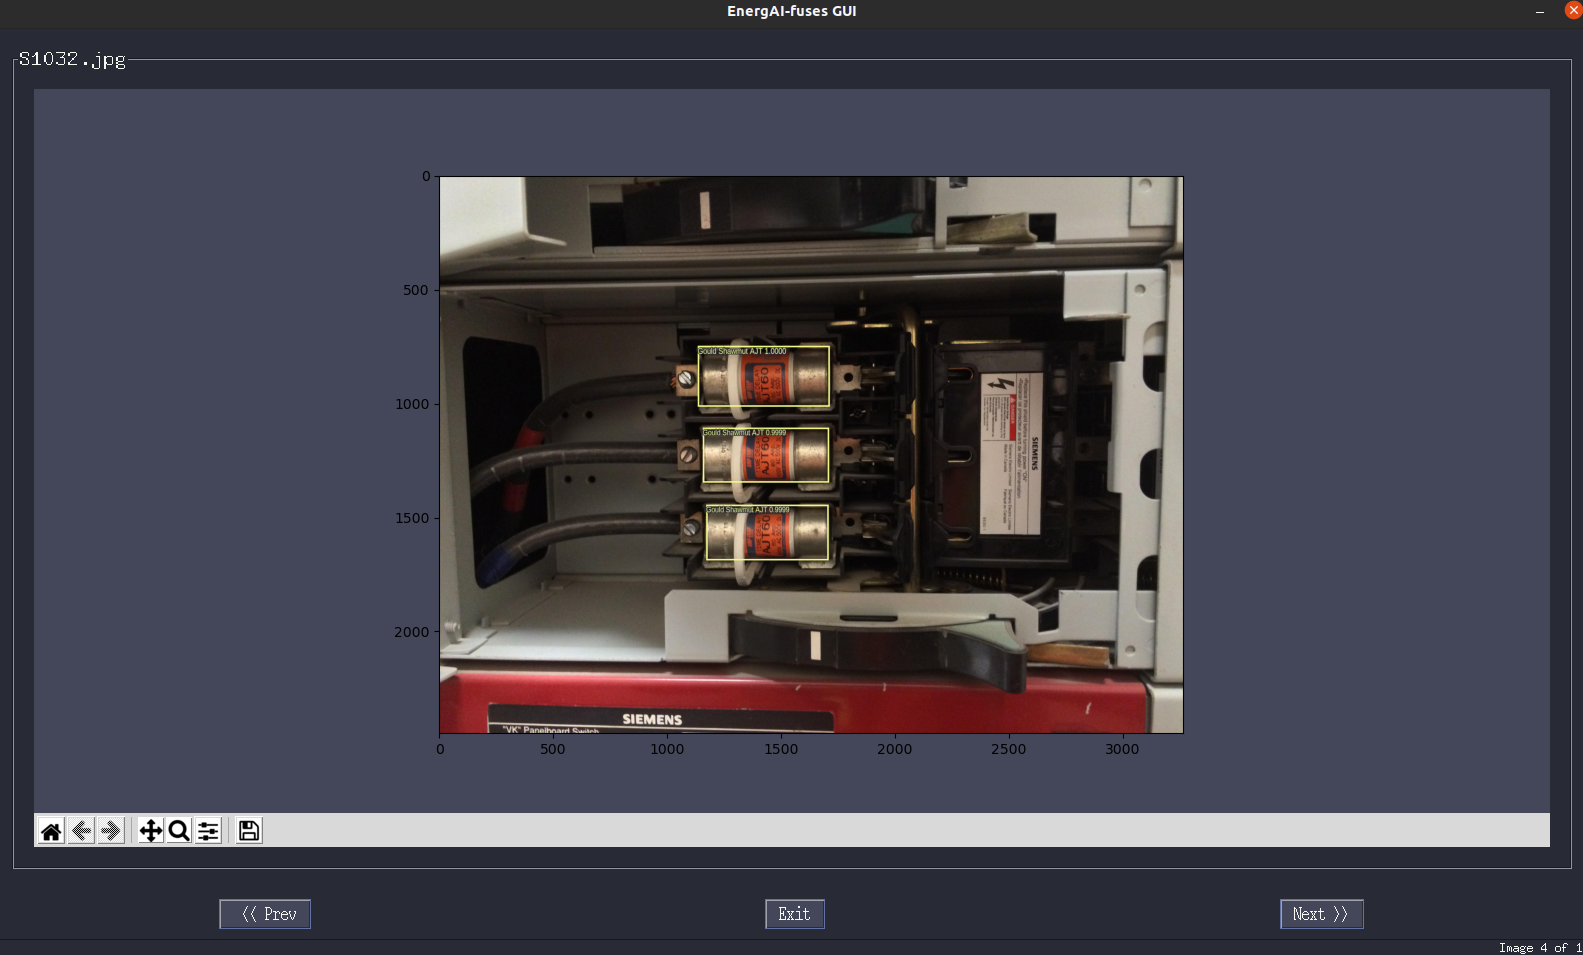 EnergAI-fuses GUI
S1032.jpg
0
500
1000
1500
2000
Gould Shawmut AJT 1.0000
AJT60
Gould Shawmut AJT 0.9999
AJT60
Gould Shawmut AJT 0.9999
AJT60
SIEMENS
SIEMENS
"VK" Panelboard Switch
0 500 1000 1500 2000 2500 3000
<< Prev
Exit
Next >>
Image 4 of 1